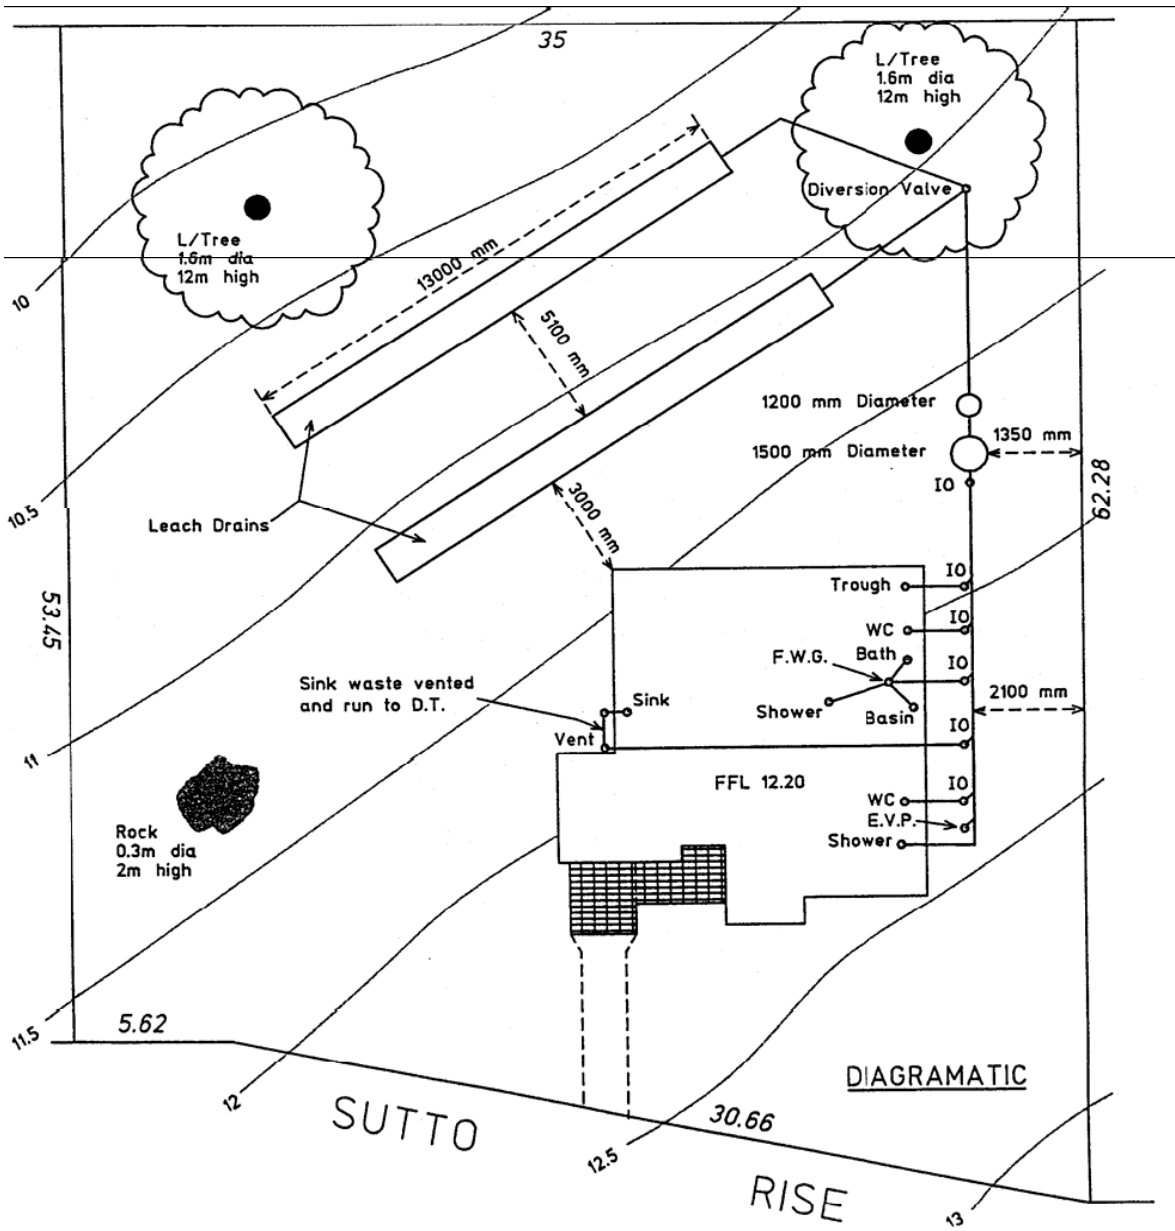 35
L/Tree
1.6m dia
12m high
L/Tree
1.6m dia
12m high
Diversion Valve
13000 mm
5100 mm
10
1200 mm Diameter
1350 mm
1500 mm Diameter
IO
62.28
10.5
Leach Drains
3000 mm
Trough
IO
53.45
WC
IO
F.W.G.
Bath
IO
Sink waste vented
and run to D.T.
Sink
Shower
Basin
2100 mm
Vent
IO
11
FFL 12.20
WC
IO
E.V.P.
Shower
Rock
0.3m dia
2m high
11.5
5.62
DIAGRAMATIC
12
SUTTO
30.66
12.5
RISE
13